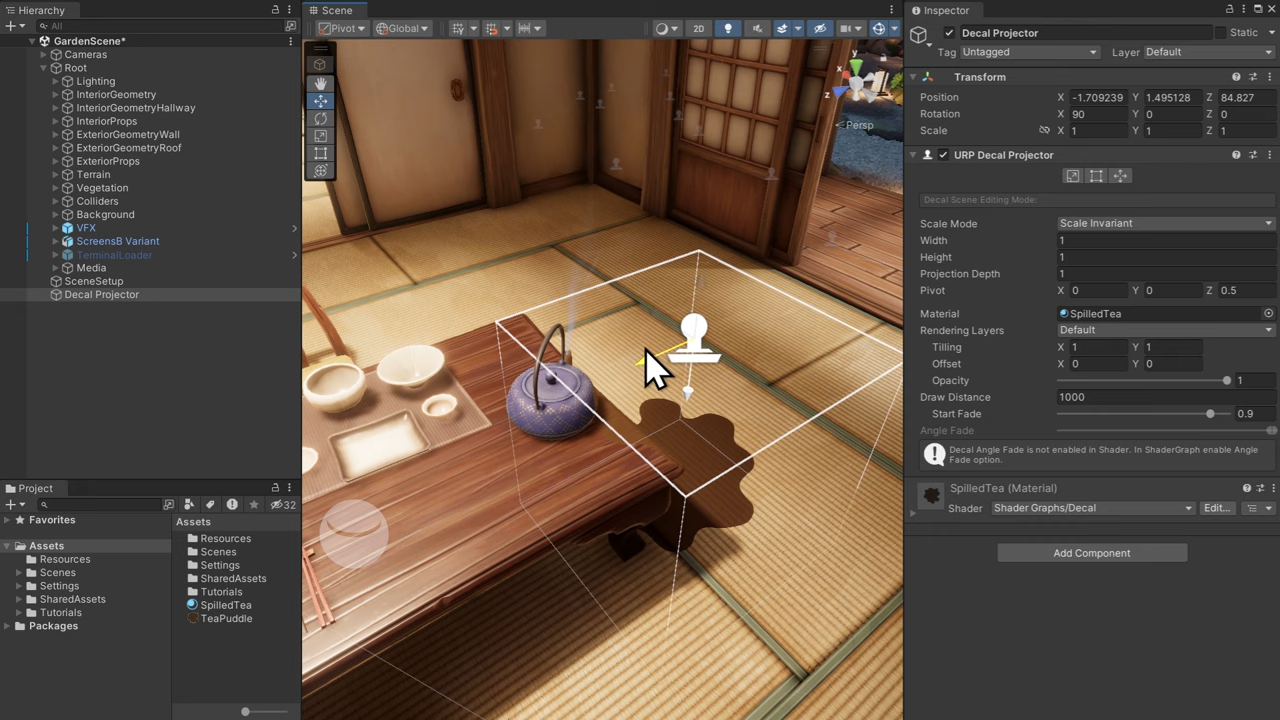 Hierarchy
All
GardenScene*
Cameras
Root
Lighting
InteriorGeometry
InteriorGeometryHallway
InteriorProps
ExteriorGeometryWall
ExteriorGeometryRoof
ExteriorProps
Terrain
Vegetation
Colliders
Background
VFX
ScreensB Variant
TerminalLoader
Media
SceneSetup
Decal Projector
Project
32
Favorites
Assets
Resources
Scenes
Settings
SharedAssets
Tutorials
Packages
Assets
Resources
Scenes
Settings
SharedAssets
Tutorials
SpilledTea
TeaPuddle
Scene
Pivot
Global
2D
y
x
z
Persp
Inspector
Decal Projector
Static
Tag Untagged
Layer Default
Transform
Position X -1.709239 Y 1.495128 Z 84.827
Rotation X 90 Y 0 Z 0
Scale X 1 Y 1 Z 1
URP Decal Projector
Decal Scene Editing Mode:
Scale Mode Scale Invariant
Width 1
Height 1
Projection Depth 1
Pivot X 0 Y 0 Z 0.5
Material SpilledTea
Rendering Layers Default
Tilling X 1 Y 1
Offset X 0 Y 0
Opacity 1
Draw Distance 1000
Start Fade 0.9
Angle Fade
Decal Angle Fade is not enabled in Shader. In ShaderGraph enable Angle
Fade option.
SpilledTea (Material)
Shader Shader Graphs/Decal Edit...
Add Component